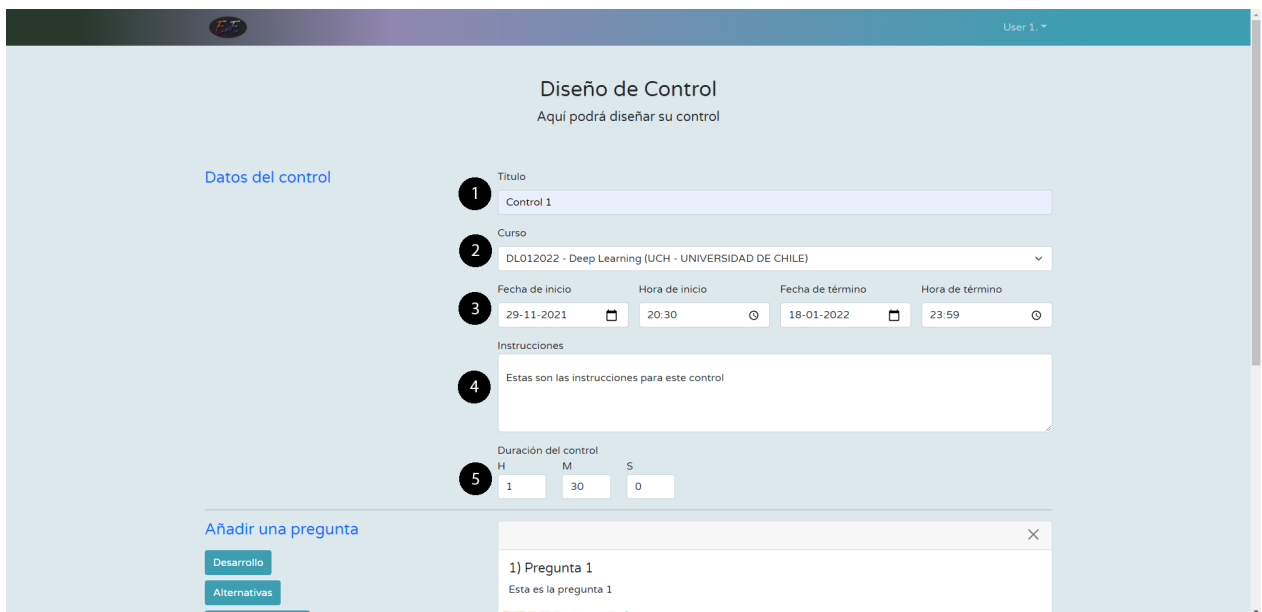 User 1.
Diseño de Control
Aquí podrá diseñar su control
Datos del control
1
Título
Control 1
2
Curso
DL012022 - Deep Learning (UCH - UNIVERSIDAD DE CHILE)
3
Fecha de inicio Hora de inicio Fecha de término Hora de término
29-11-2021 20:30 18-01-2022 23:59
Instrucciones
4
Estas son las instrucciones para este control
Duración del control
H M S
5
1 30 0
Añadir una pregunta
Desarrollo
Alternativas
1) Pregunta 1
Esta es la pregunta 1